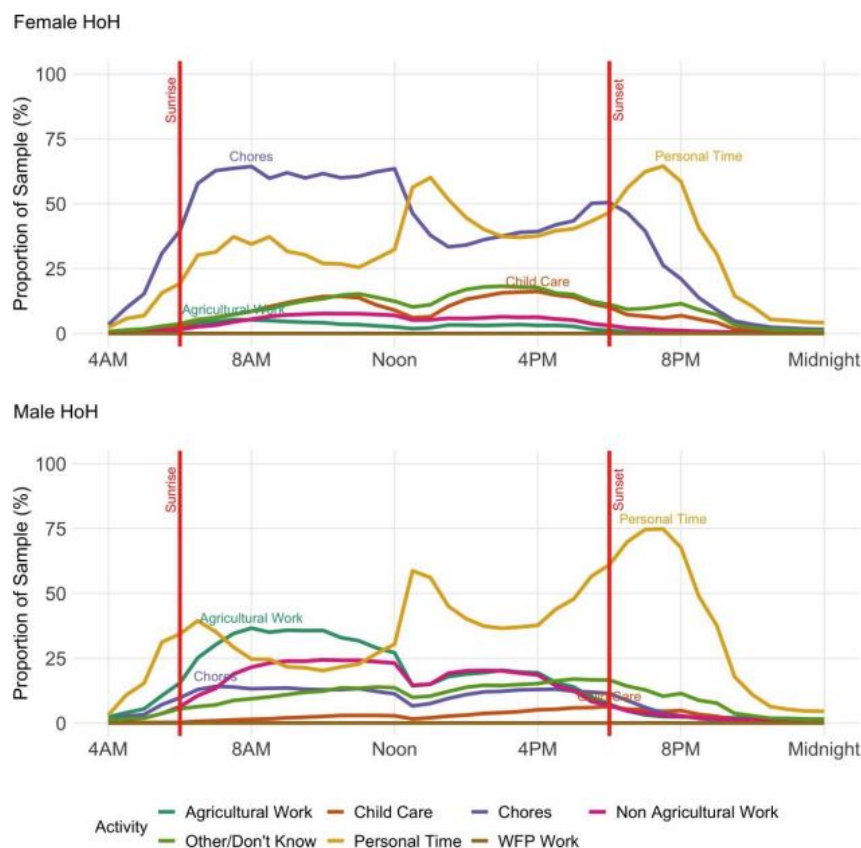 Female HoH
Proportion of Sample (%)
100
75
50
25
0
Sunrise
Sunset
Chores
Personal Time
Agricultural Work
Child Care
4AM
8AM
Noon
4PM
8PM
Midnight
Male HoH
Proportion of Sample (%)
100
75
50
25
0
Sunrise
Sunset
Personal Time
Agricultural Work
Chores
Child Care
4AM
8AM
Noon
4PM
8PM
Midnight
Activity
Agricultural Work
Child Care
Chores
Non Agricultural Work
Other/Don't Know
Personal Time
WFP Work